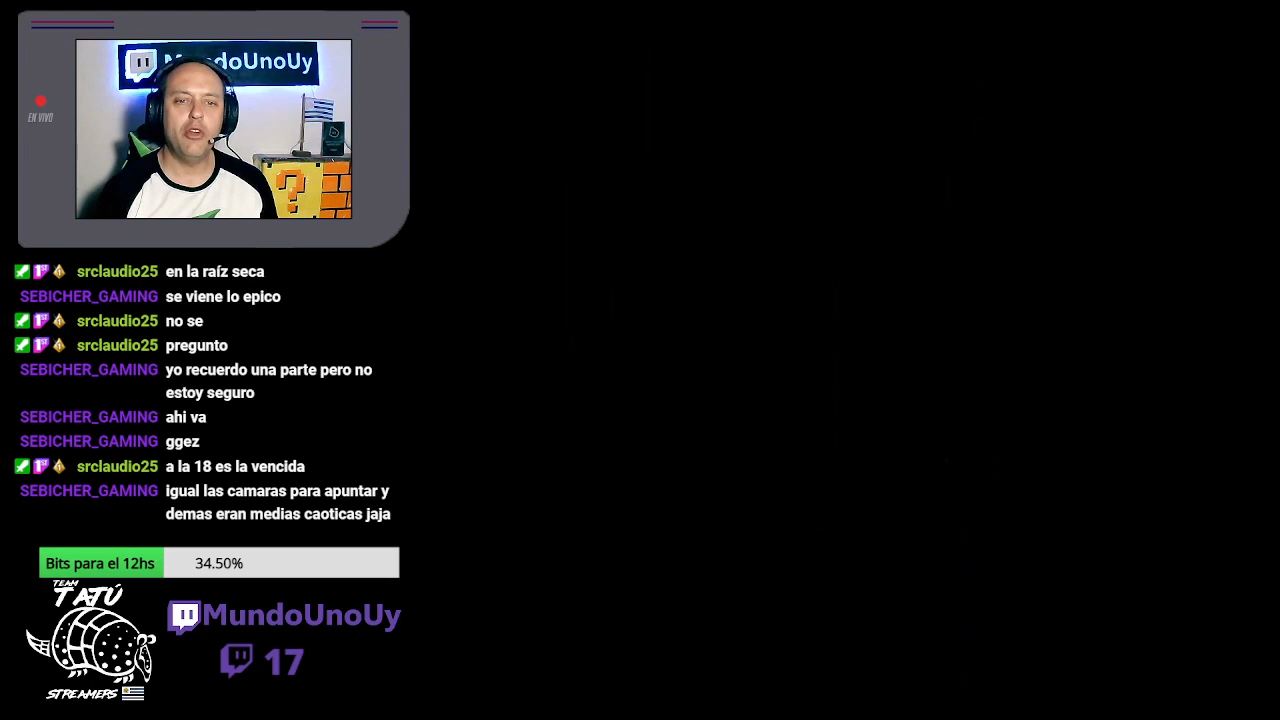 MundoUnoUy
EN VIVO
srclaudio25 en la raíz seca
SEBICHER_GAMING se viene lo epico
srclaudio25 no se
srclaudio25 pregunto
SEBICHER_GAMING yo recuerdo una parte pero no
estoy seguro
SEBICHER_GAMING ahi va
SEBICHER_GAMING ggez
srclaudio25 a la 18 es la vencida
SEBICHER_GAMING igual las camaras para apuntar y
demas eran medias caoticas jaja
Bits para el 12hs 34.50%
TEAM
TATÚ
STREAMERS
MundoUnoUy
17